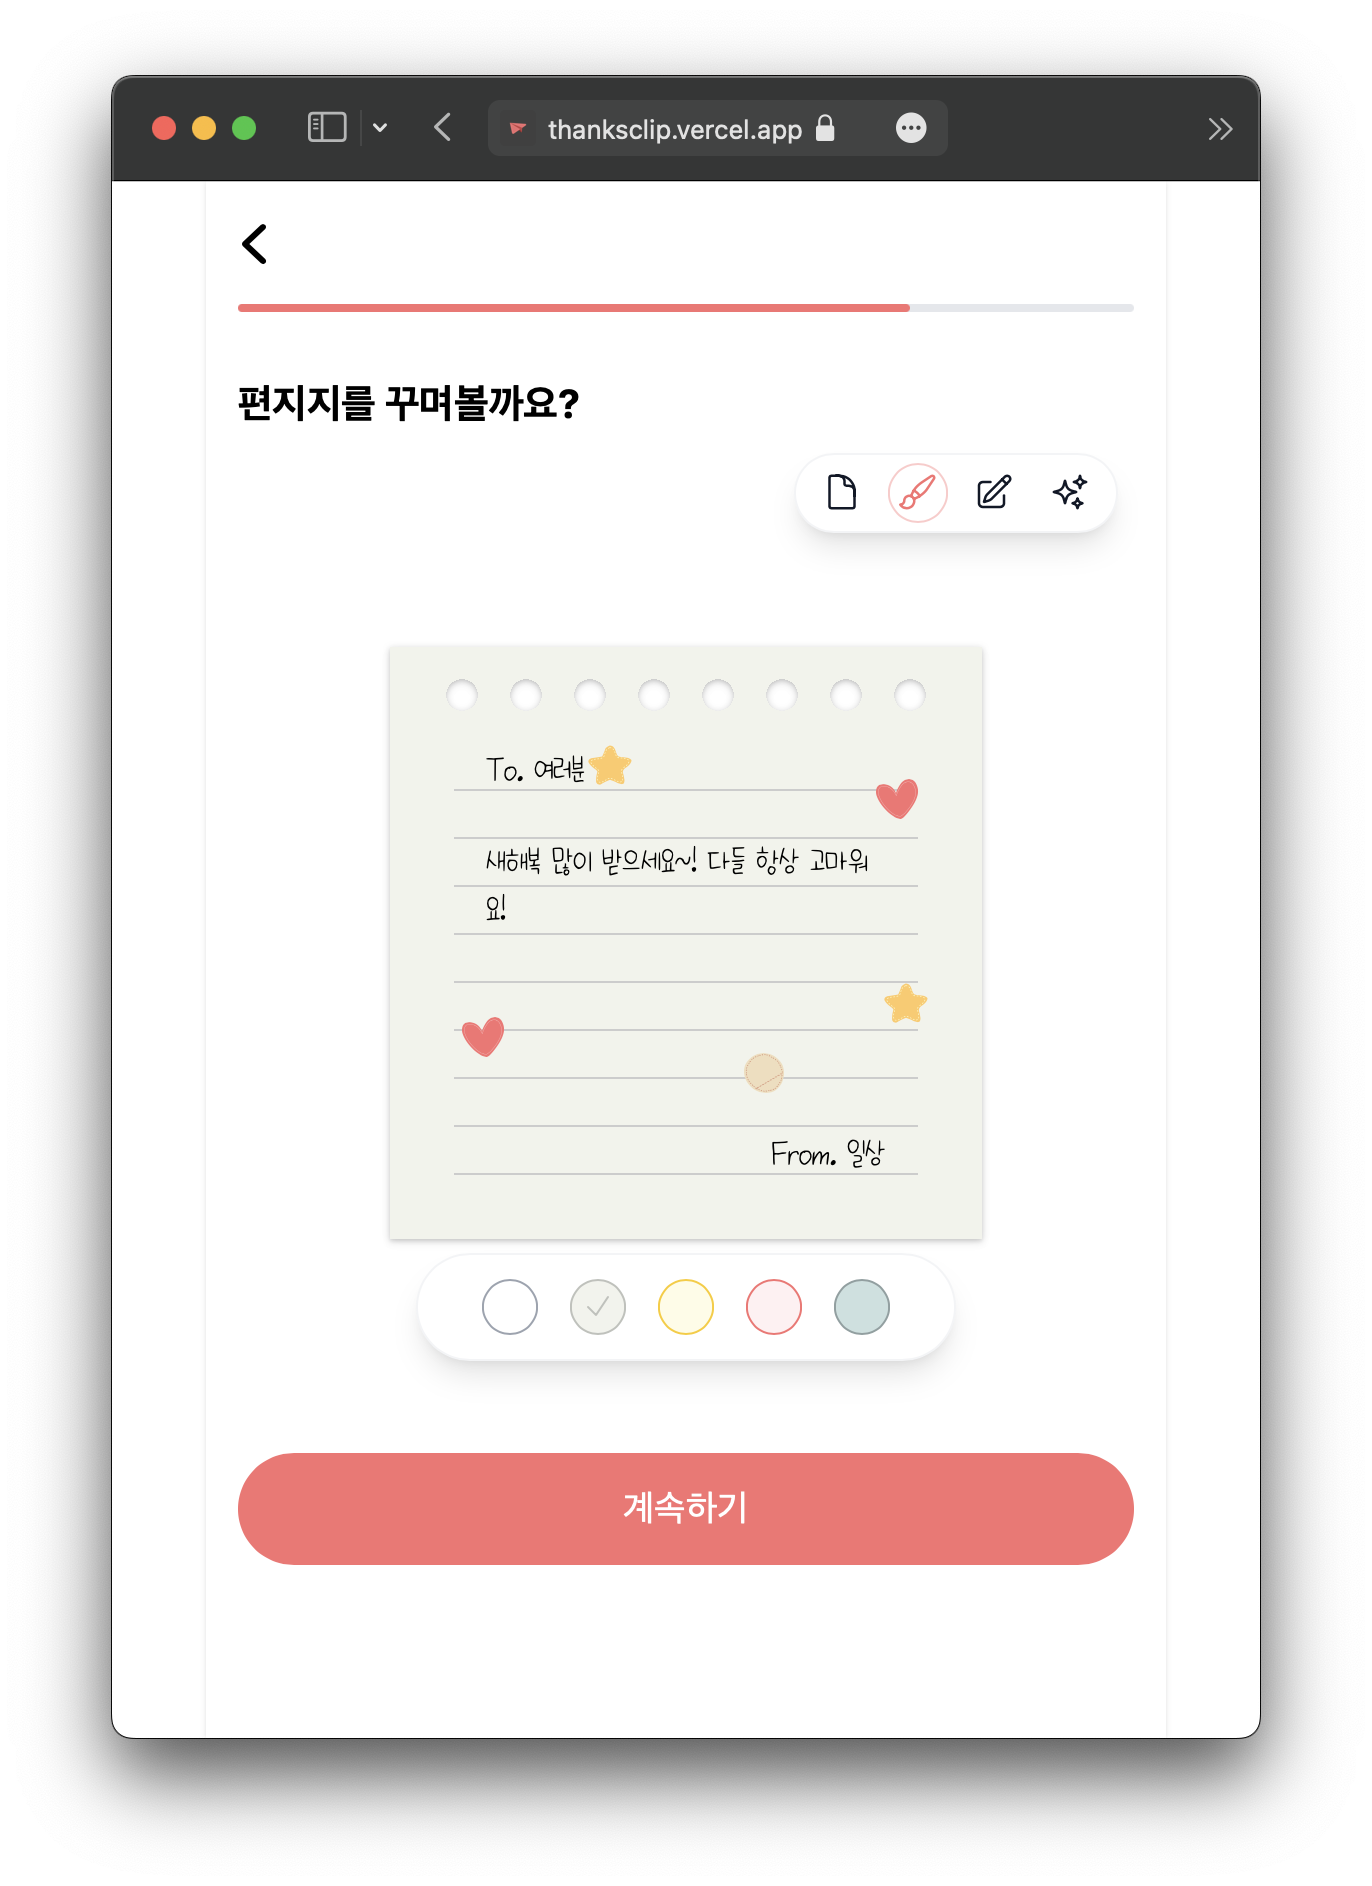 thanksclip.vercel.app
편지지를 꾸며볼까요?
To. 여러분
새해복 많이 받으세요~! 다들 항상 고마워
요!
From. 일상
계속하기